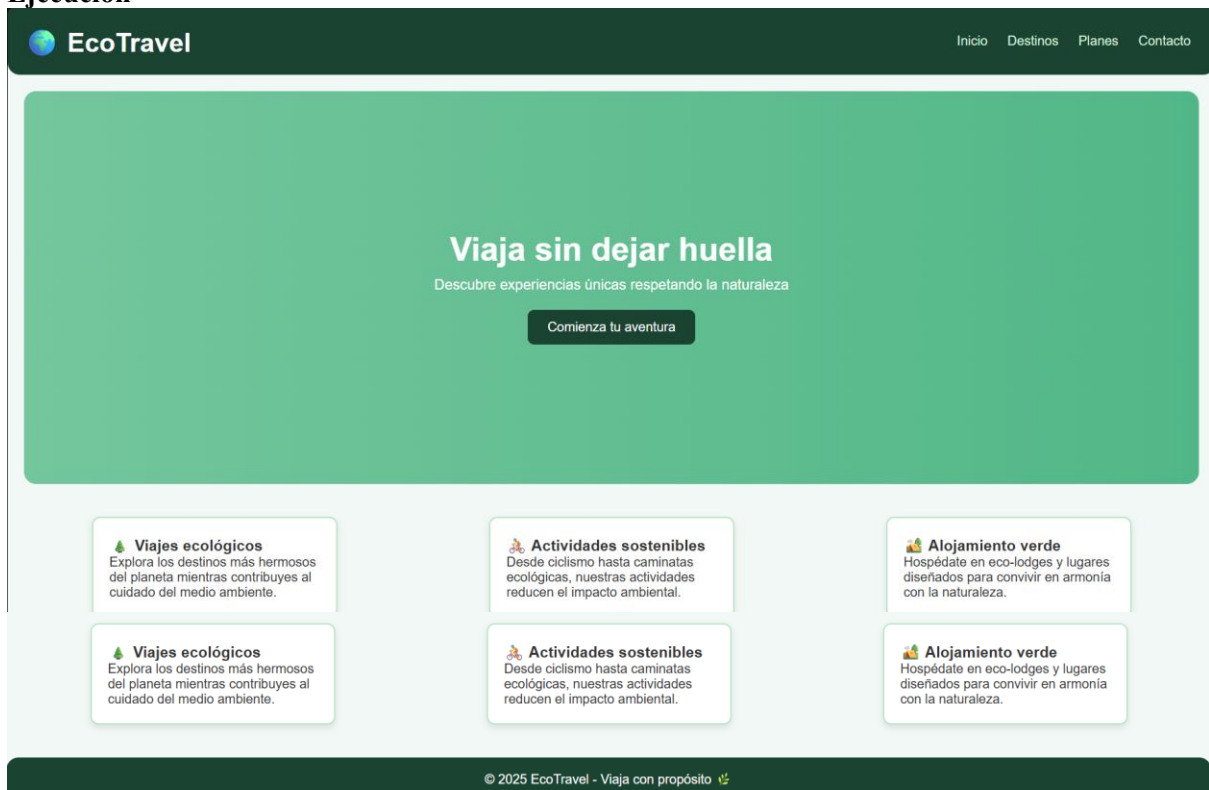 Ejecución
🌍 EcoTravel
Inicio Destinos Planes Contacto
Viaja sin dejar huella
Descubre experiencias únicas respetando la naturaleza
Comienza tu aventura
🌲 Viajes ecológicos
Explora los destinos más hermosos
del planeta mientras contribuyes al
cuidado del medio ambiente.
🚴 Actividades sostenibles
Desde ciclismo hasta caminatas
ecológicas, nuestras actividades
reducen el impacto ambiental.
🏕️ Alojamiento verde
Hospédate en eco-lodges y lugares
diseñados para convivir en armonía
con la naturaleza.
🌲 Viajes ecológicos
Explora los destinos más hermosos
del planeta mientras contribuyes al
cuidado del medio ambiente.
🚴 Actividades sostenibles
Desde ciclismo hasta caminatas
ecológicas, nuestras actividades
reducen el impacto ambiental.
🏕️ Alojamiento verde
Hospédate en eco-lodges y lugares
diseñados para convivir en armonía
con la naturaleza.
© 2025 EcoTravel - Viaja con propósito 🌿